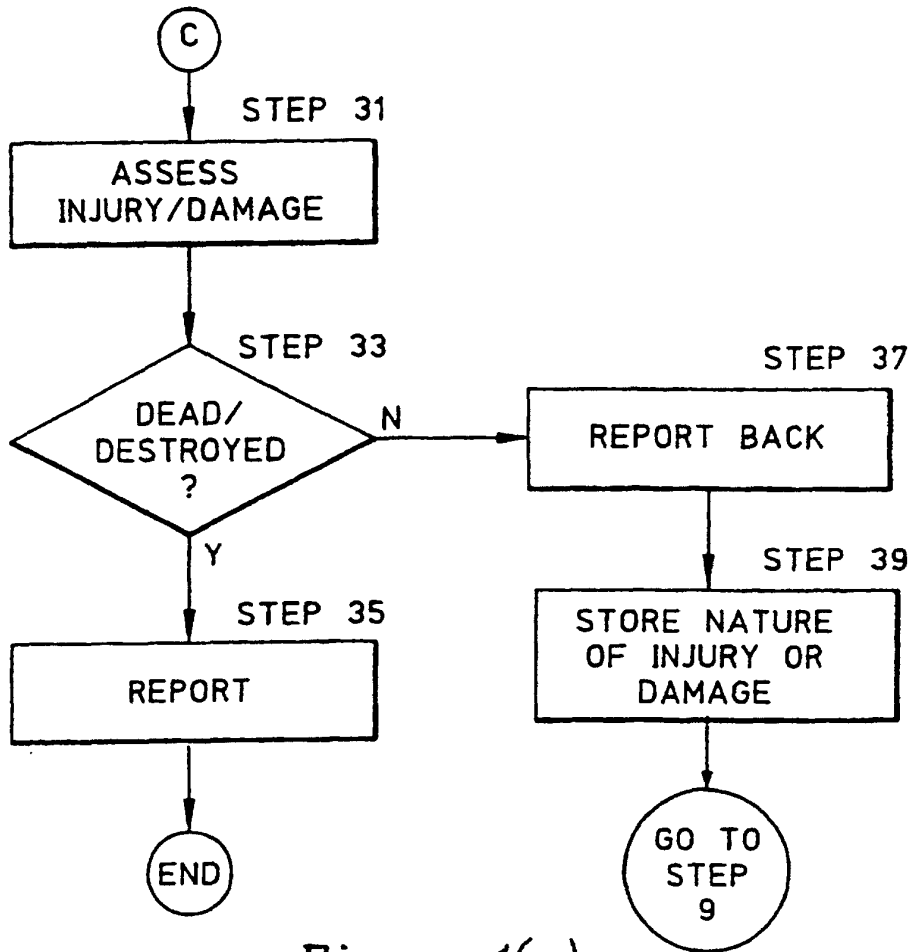 C
STEP 31
ASSESS
INJURY/DAMAGE
STEP 33
DEAD/
DESTROYED
?
N
Y
STEP 35
REPORT
END
STEP 37
REPORT BACK
STEP 39
STORE NATURE
OF INJURY OR
DAMAGE
GO TO
STEP
9